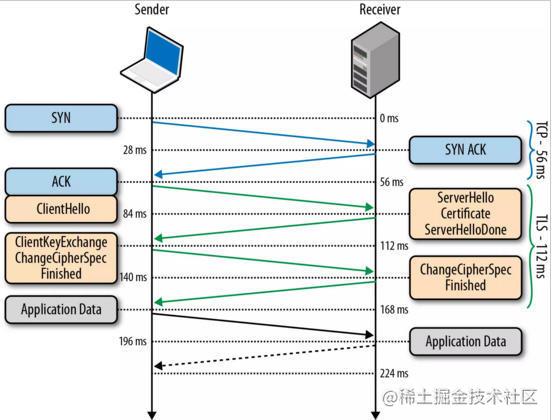 Sender
Receiver
SYN
0 ms
28 ms
SYN ACK
TCP - 56 ms
ACK
56 ms
ClientHello
84 ms
ServerHello
Certificate
ServerHelloDone
TLS - 112 ms
ClientKeyExchange
ChangeCipherSpec
Finished
112 ms
140 ms
ChangeCipherSpec
Finished
Application Data
168 ms
196 ms
Application Data
224 ms
@稀土掘金技术社区